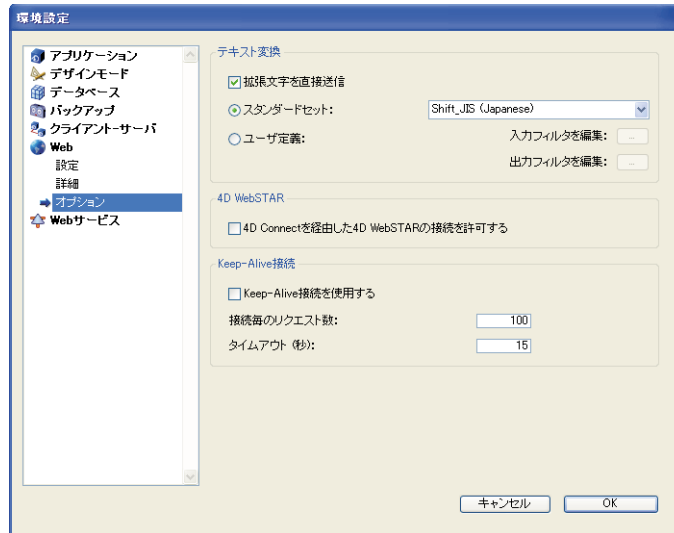 環境設定
アプリケーション
デザインモード
データベース
バックアップ
クライアント-サーバ
Web
設定
詳細
オプション
Webサービス
テキスト変換
拡張文字を直接送信
スタンダードセット: Shift_JIS (Japanese)
ユーザ定義: 入力フィルタを編集: ...
出力フィルタを編集: ...
4D WebSTAR
4D Connectを経由した4D WebSTARの接続を許可する
Keep-Alive接続
Keep-Alive接続を使用する
接続毎のリクエスト数: 100
タイムアウト (秒): 15
キャンセル OK